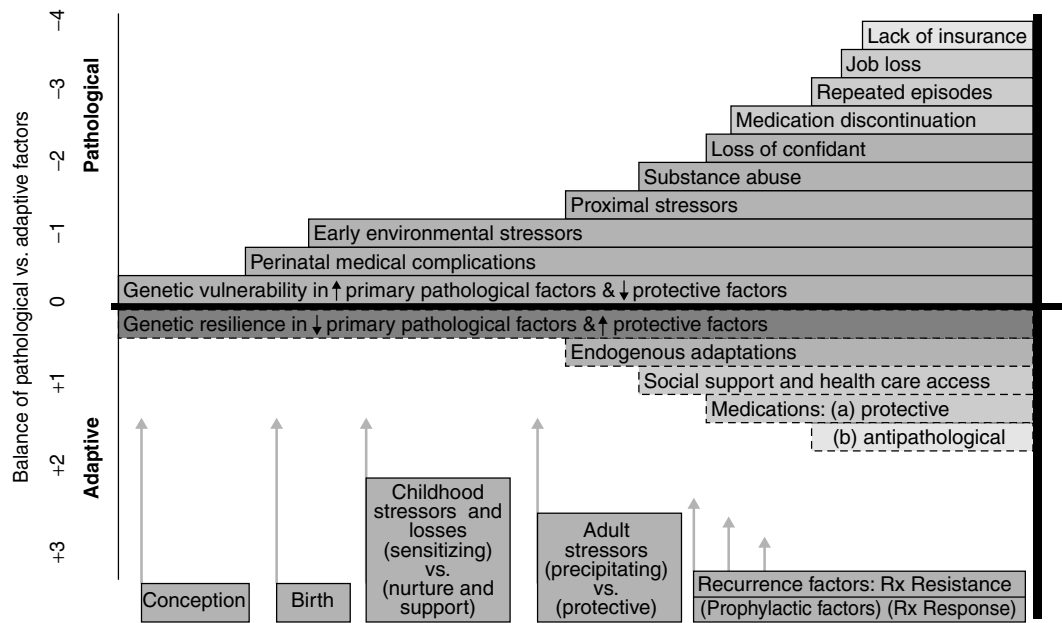 Balance of pathological vs. adaptive factors
Pathological
Adaptive
−4
−3
−2
−1
0
+1
+2
+3
Lack of insurance
Job loss
Repeated episodes
Medication discontinuation
Loss of confidant
Substance abuse
Proximal stressors
Early environmental stressors
Perinatal medical complications
Genetic vulnerability in ↑ primary pathological factors & ↓ protective factors
Genetic resilience in ↓ primary pathological factors & ↑ protective factors
Endogenous adaptations
Social support and health care access
Medications: (a) protective
(b) antipathological
Conception
Birth
Childhood
stressors and
losses
(sensitizing)
vs.
(nurture and
support)
Adult
stressors
(precipitating)
vs.
(protective)
Recurrence factors: Rx Resistance
(Prophylactic factors) (Rx Response)